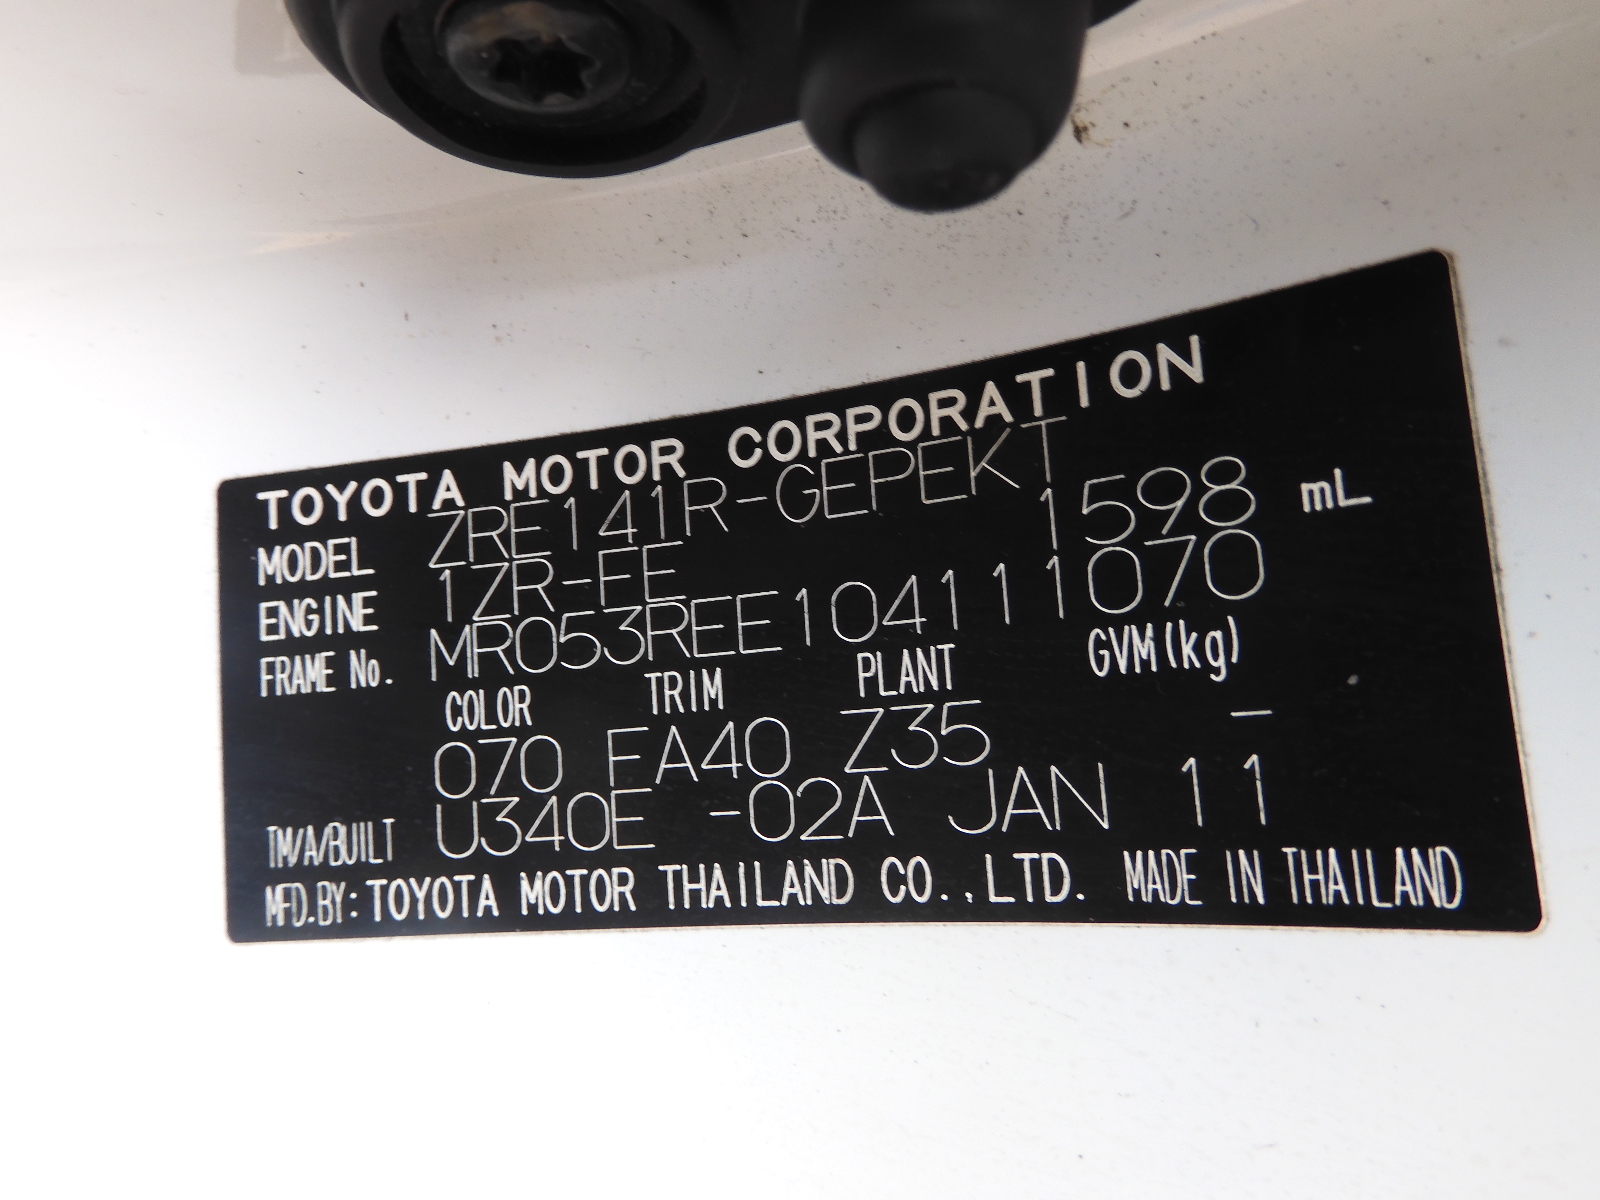 TOYOTA MOTOR CORPORATION
MODEL ZRE141R-GEPEKT
ENGINE 1ZR-FE 1598 mL
FRAME No. MR053REE104111070
COLOR TRIM PLANT GVM(kg)
070 FA40 Z35 -
TM/A/BUILT U340E -02A JAN 11
MFD.BY: TOYOTA MOTOR THAILAND CO.,LTD. MADE IN THAILAND